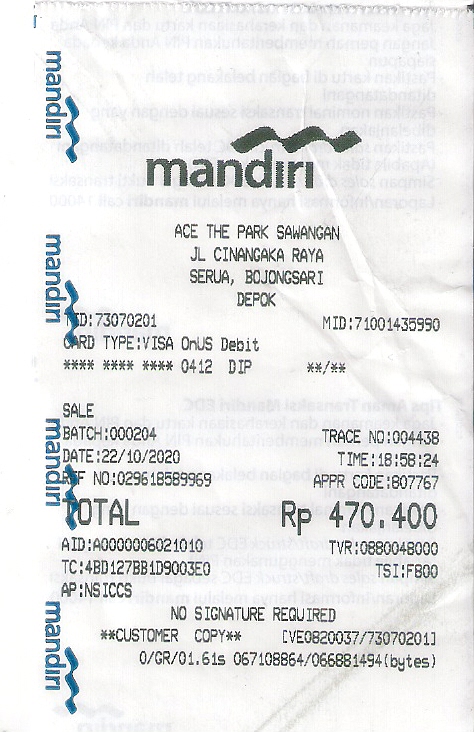 mandiri
ACE THE PARK SAWANGAN
JL CINANGAKA RAYA
SERUA, BOJONGSARI
DEPOK
TID:73070201 MID:71001435990
CARD TYPE:VISA OnUS Debit
**** **** **** 0412 DIP **/**
SALE
BATCH:000204 TRACE NO:004438
DATE:22/10/2020 TIME:18:58:24
REF NO:029618589969 APPR CODE:807767
TOTAL Rp 470.400
AID:A0000006021010 TVR:0880048000
TC:4BD127BB1D9003E0 TSI:F800
AP:NSICCS
NO SIGNATURE REQUIRED
**CUSTOMER COPY** [VE0820037/73070201]
0/GR/01.61s 067108864/066881494(bytes)
mandiri
mandiri
mandiri
mandiri